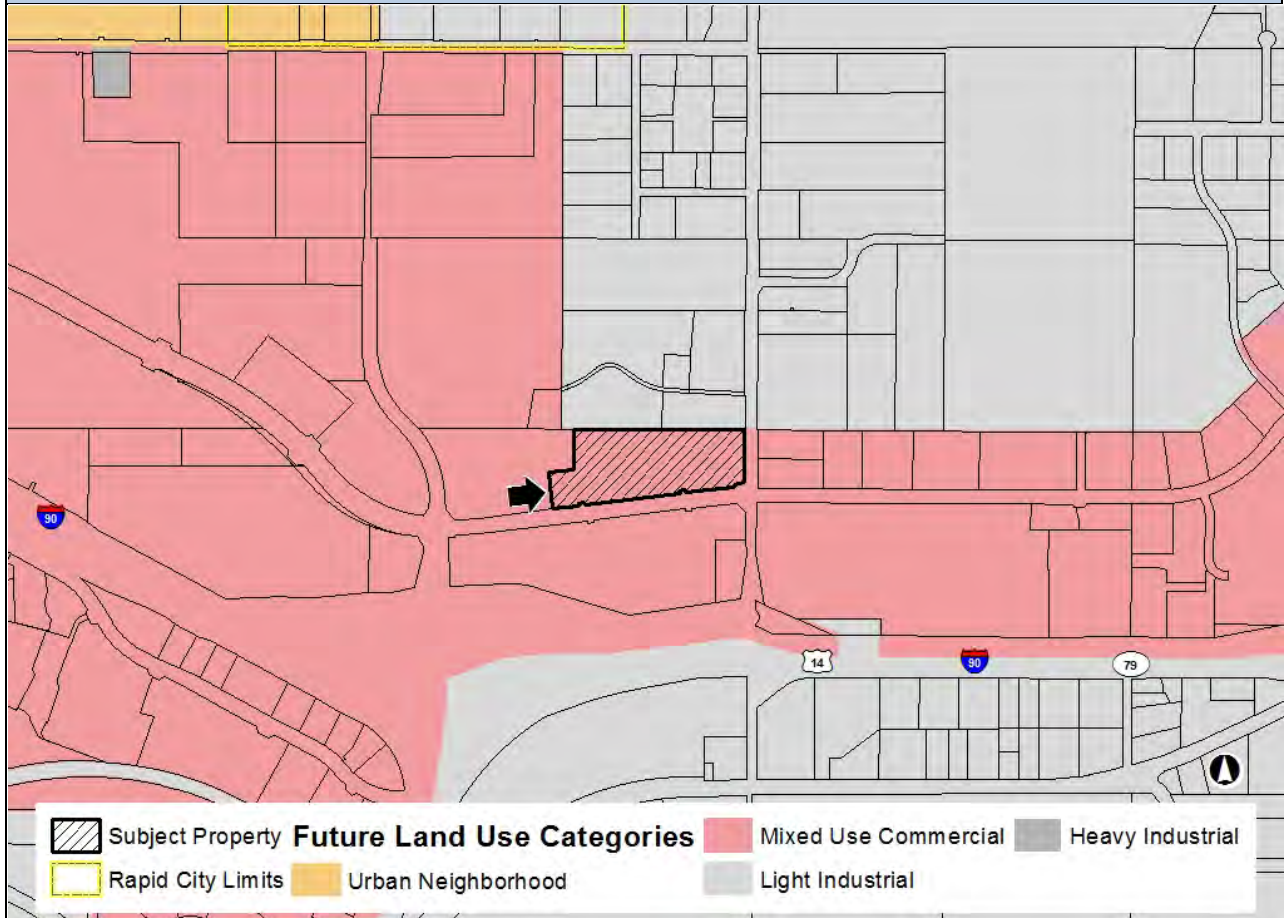 90
14
90
79
Subject Property
Future Land Use Categories
Mixed Use Commercial
Heavy Industrial
Rapid City Limits
Urban Neighborhood
Light Industrial